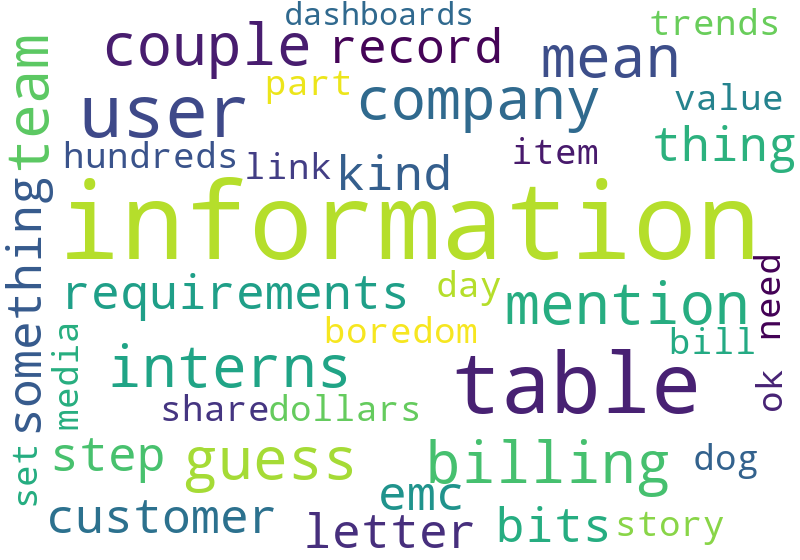 dashboards
trends
couple
record
mean
team
part
user
company
value
thing
hundreds
link
kind
item
information
something
requirements
day
mention
need
boredom
bill
media
interns
table
ok
share
dollars
step
guess
billing
dog
set
emc
customer
letter
bits
story